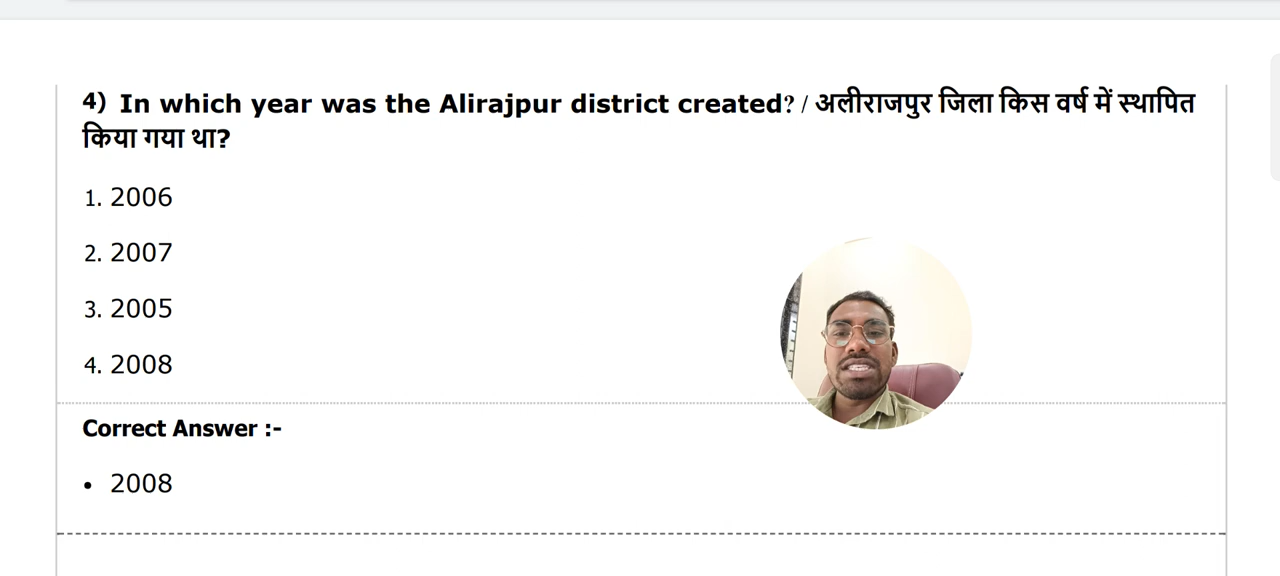 4) In which year was the Alirajpur district created? / अलीराजपुर जिला किस वर्ष में स्थापित
किया गया था?
1. 2006
2. 2007
3. 2005
4. 2008
Correct Answer :-
• 2008